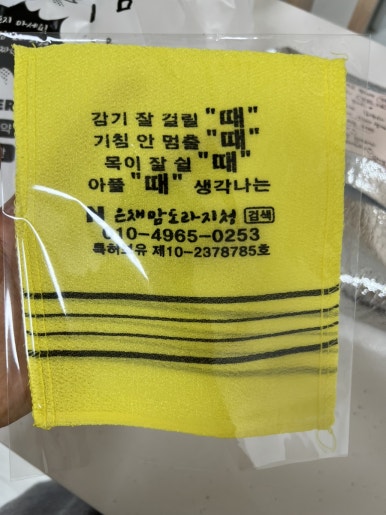 감기 잘 걸릴 "때"
기침 안 멈출 "때"
목이 잘 쉴 "때"
아플 "때" 생각나는
N 은채맘도라지청 검색
010-4965-0253
특허보유 제10-2378785호